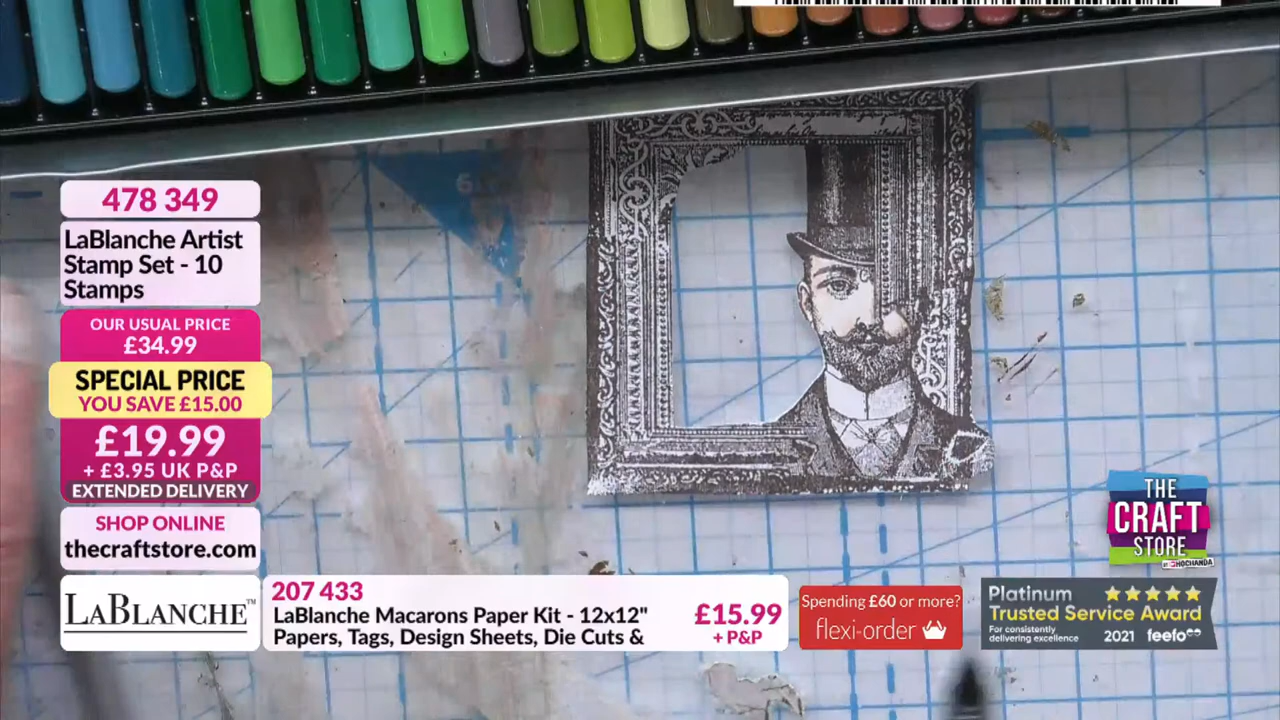 478 349
LaBlanche Artist
Stamp Set - 10
Stamps
OUR USUAL PRICE
£34.99
SPECIAL PRICE
YOU SAVE £15.00
£19.99
+ £3.95 UK P&P
EXTENDED DELIVERY
SHOP ONLINE
thecraftstore.com
LABLANCHE™
207 433
LaBlanche Macarons Paper Kit - 12x12"
Papers, Tags, Design Sheets, Die Cuts &
£15.99
+ P&P
Spending £60 or more?
flexi-order
THE
CRAFT
STORE
BY HOCHANDA
Platinum
Trusted Service Award
For consistently
delivering excellence
2021 feefo